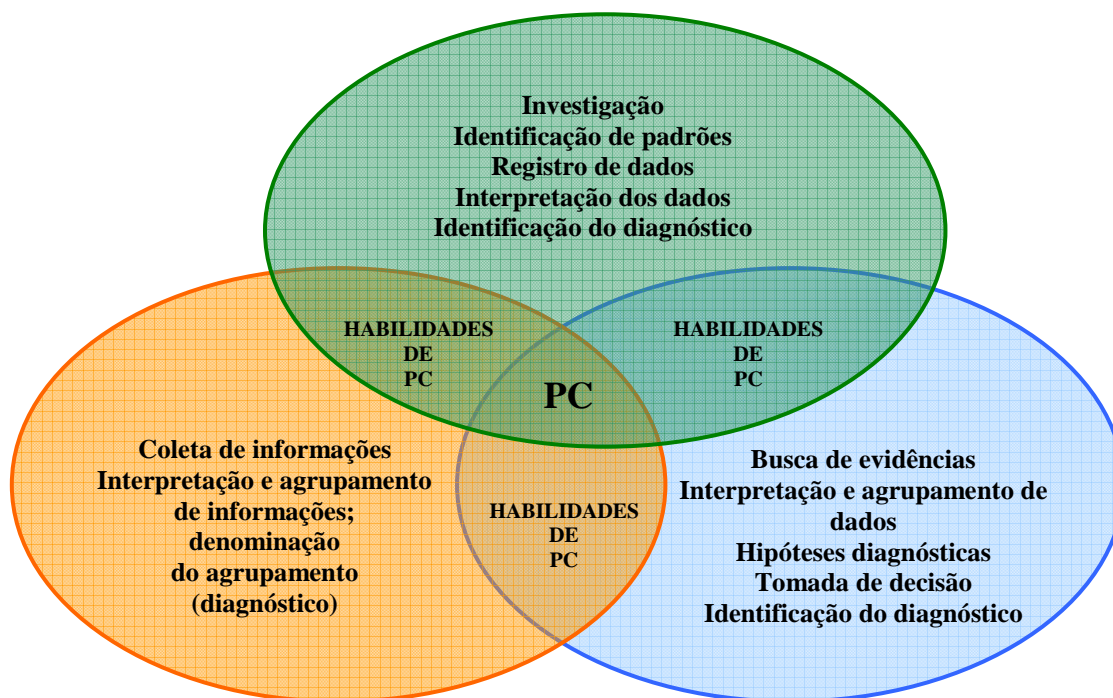 Investigação
Identificação de padrões
Registro de dados
Interpretação dos dados
Identificação do diagnóstico
HABILIDADES
DE
PC
HABILIDADES
DE
PC
PC
Coleta de informações
Interpretação e agrupamento
de informações;
denominação
do agrupamento
(diagnóstico)
HABILIDADES
DE
PC
Busca de evidências
Interpretação e agrupamento de
dados
Hipóteses diagnósticas
Tomada de decisão
Identificação do diagnóstico